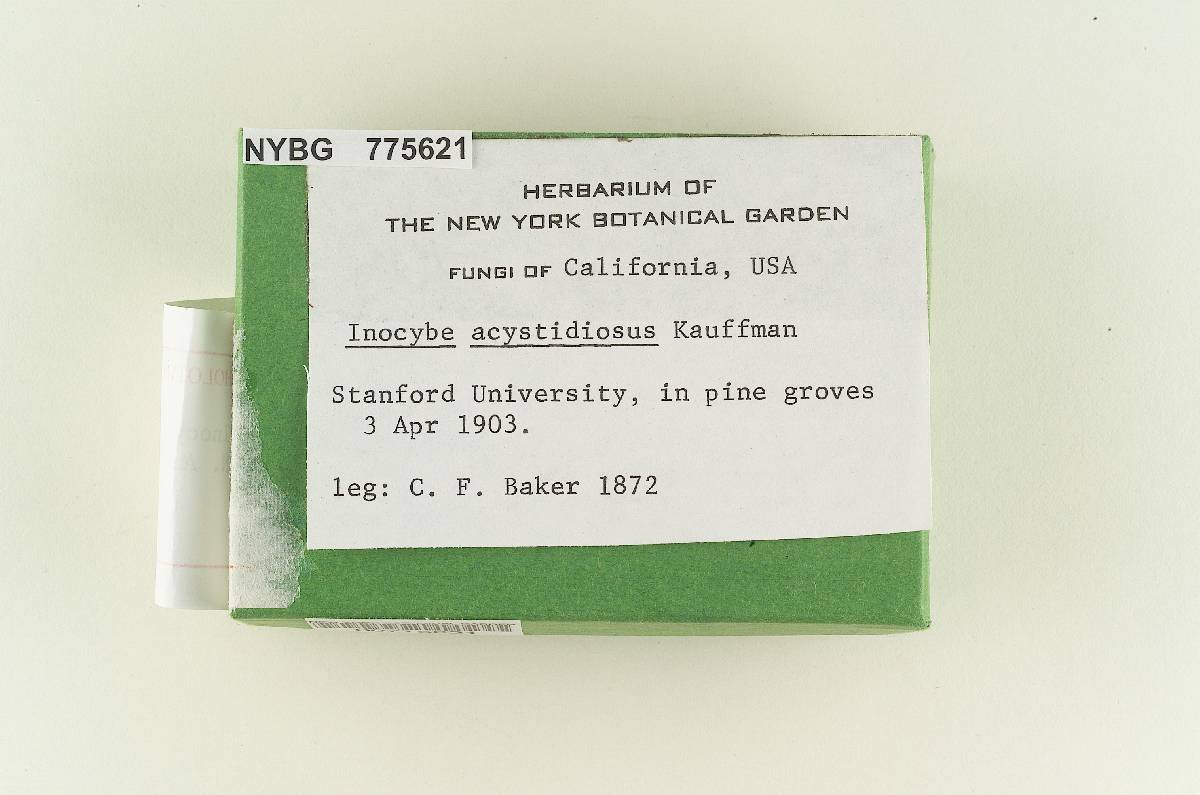 NYBG 775621
HERBARIUM OF
THE NEW YORK BOTANICAL GARDEN
FUNGI OF California, USA
Inocybe acystidiosus Kauffman
Stanford University, in pine groves
3 Apr 1903.
leg: C. F. Baker 1872